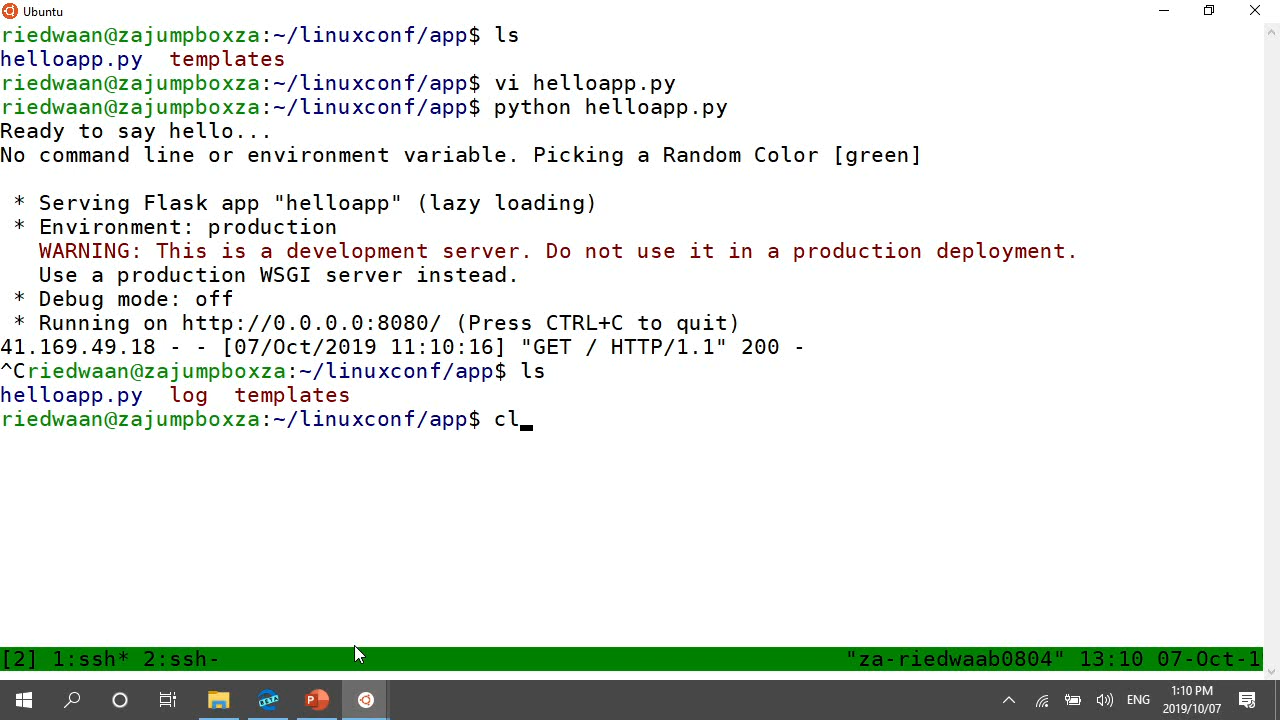 Ubuntu
riedwaan@zajumpboxza:~/linuxconf/app$ ls
helloapp.py  templates
riedwaan@zajumpboxza:~/linuxconf/app$ vi helloapp.py
riedwaan@zajumpboxza:~/linuxconf/app$ python helloapp.py
Ready to say hello...
No command line or environment variable. Picking a Random Color [green]
 * Serving Flask app "helloapp" (lazy loading)
 * Environment: production
   WARNING: This is a development server. Do not use it in a production deployment.
   Use a production WSGI server instead.
 * Debug mode: off
 * Running on http://0.0.0.0:8080/ (Press CTRL+C to quit)
41.169.49.18 - - [07/Oct/2019 11:10:16] "GET / HTTP/1.1" 200 -
^Criedwaan@zajumpboxza:~/linuxconf/app$ ls
helloapp.py  log  templates
riedwaan@zajumpboxza:~/linuxconf/app$ cl
[2] 1:ssh* 2:ssh- "za-riedwaab0804" 13:10 07-Oct-1
BETA
ENG
1:10 PM
2019/10/07